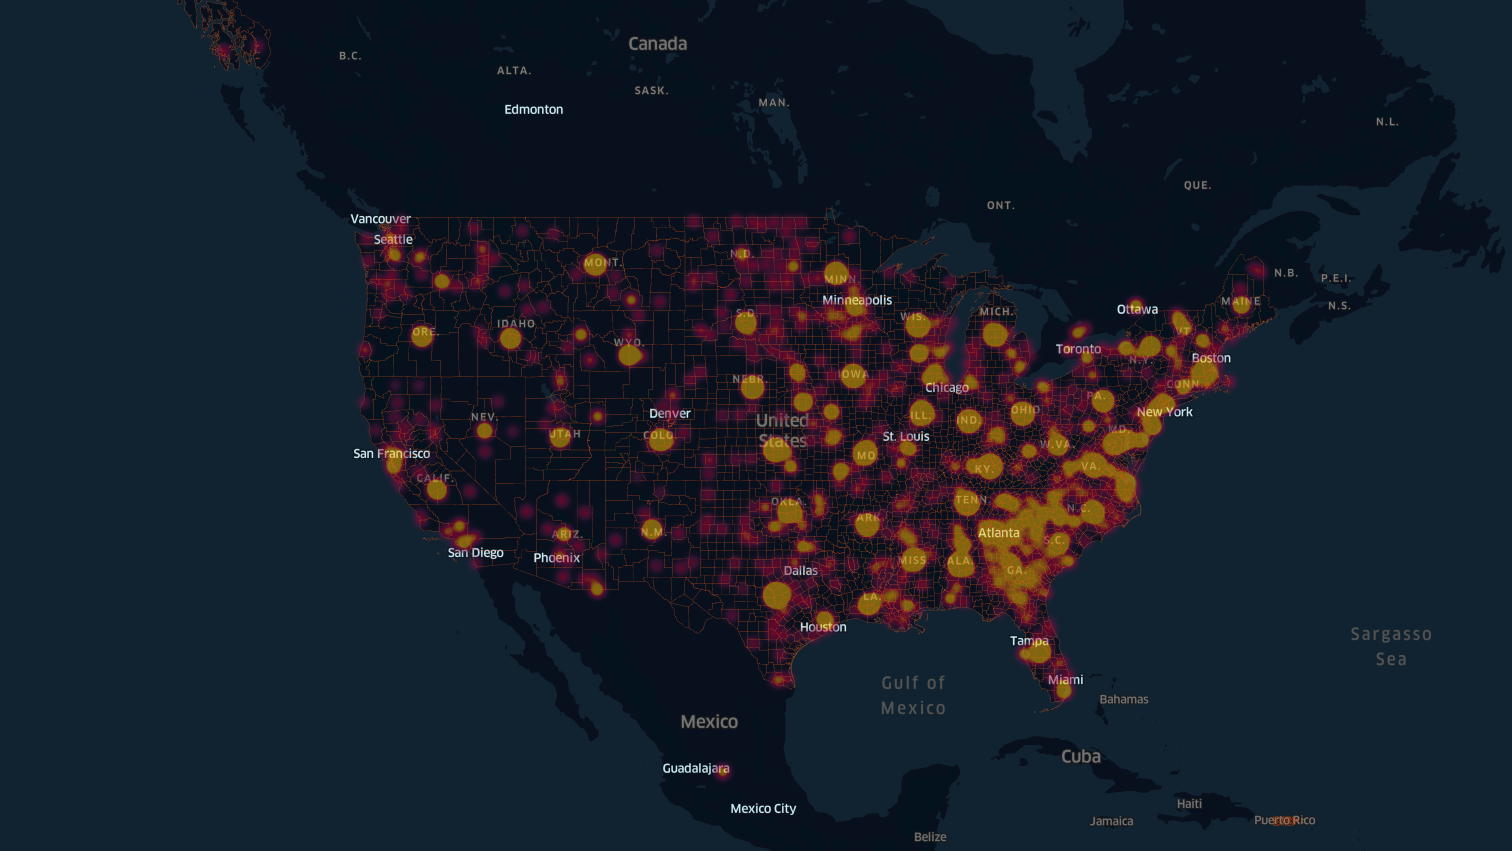 Canada
B.C.
ALTA.
SASK.
MAN.
Edmonton
N.L.
QUE.
ONT.
Vancouver
Seattle
N.D.
MONT.
MINN.
N.B.
P.E.I.
Minneapolis
MAINE
N.S.
Ottawa
S.D.
WIS.
MICH.
IDAHO
ORE.
VT.
WYO.
Toronto
N.Y.
Boston
NEBR.
IOWA
Chicago
CONN.
PA.
Denver
New York
NEV.
United
States
ILL.
IND.
OHIO
UTAH
COLO.
St. Louis
MD.
W.VA.
San Francisco
MO.
KY.
VA.
CALIF.
OKLA.
TENN.
N.C.
ARK.
ARIZ.
N.M.
Atlanta
S.C.
San Diego
Phoenix
MISS.
ALA.
GA.
Dallas
LA.
Houston
Tampa
Sargasso
Sea
Miami
Gulf of
Mexico
Bahamas
Mexico
Cuba
Guadalajara
Mexico City
Haiti
Jamaica
Puerto Rico
Belize